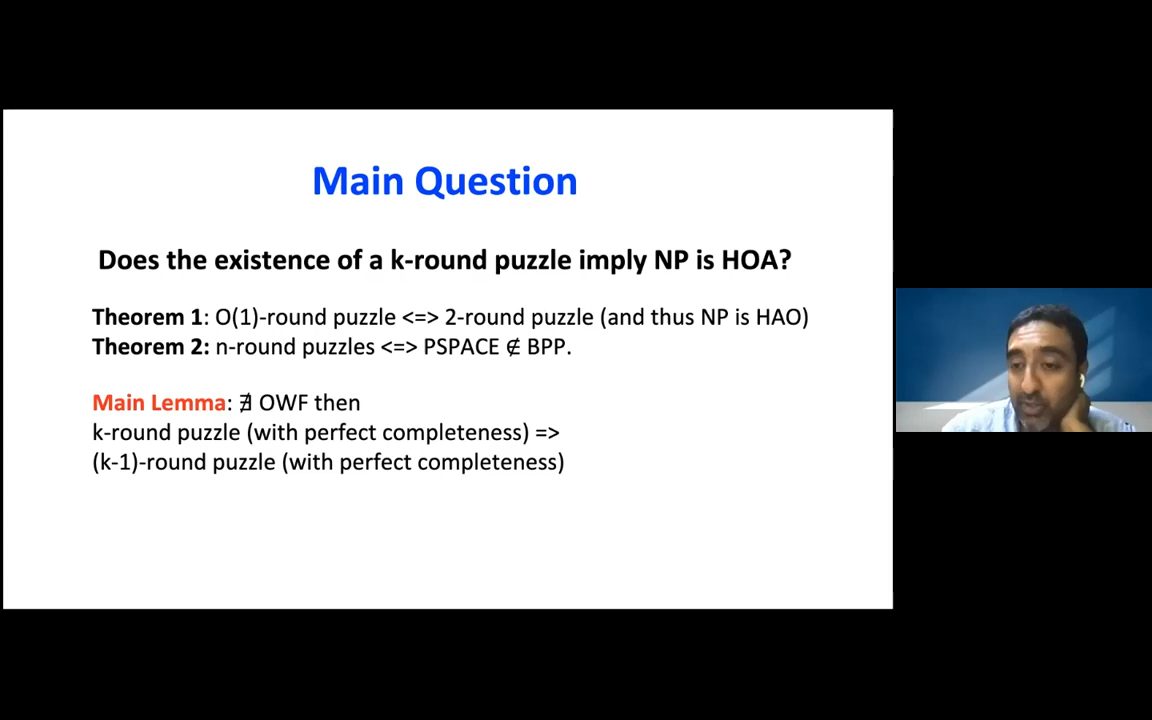 Main Question
Does the existence of a k-round puzzle imply NP is HOA?
Theorem 1: O(1)-round puzzle <=> 2-round puzzle (and thus NP is HAO)
Theorem 2: n-round puzzles <=> PSPACE ∉ BPP.
Main Lemma: ∄ OWF then
k-round puzzle (with perfect completeness) =>
(k-1)-round puzzle (with perfect completeness)